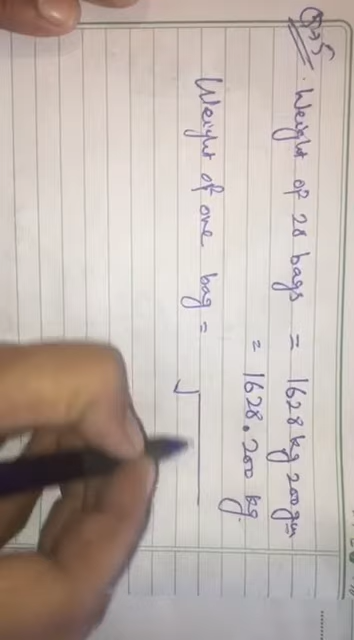 Q→5
Weight of 28 bags = 1628 kg 200 gm
= 1628.200 kg.
Weight of one bag =